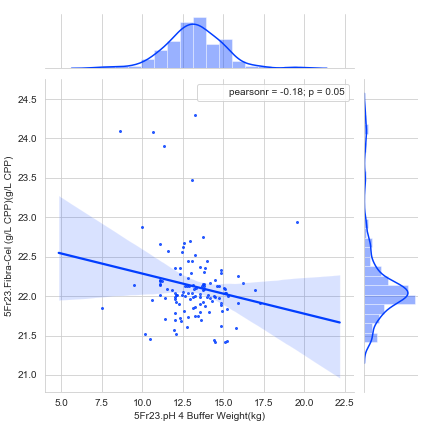 pearsonr = -0.18; p = 0.05
24.5
24.0
23.5
23.0
22.5
22.0
21.5
21.0
5Fr23.Fibra-Cel (g/L CPP)(g/L CPP)
5.0 7.5 10.0 12.5 15.0 17.5 20.0 22.5
5Fr23.pH 4 Buffer Weight(kg)